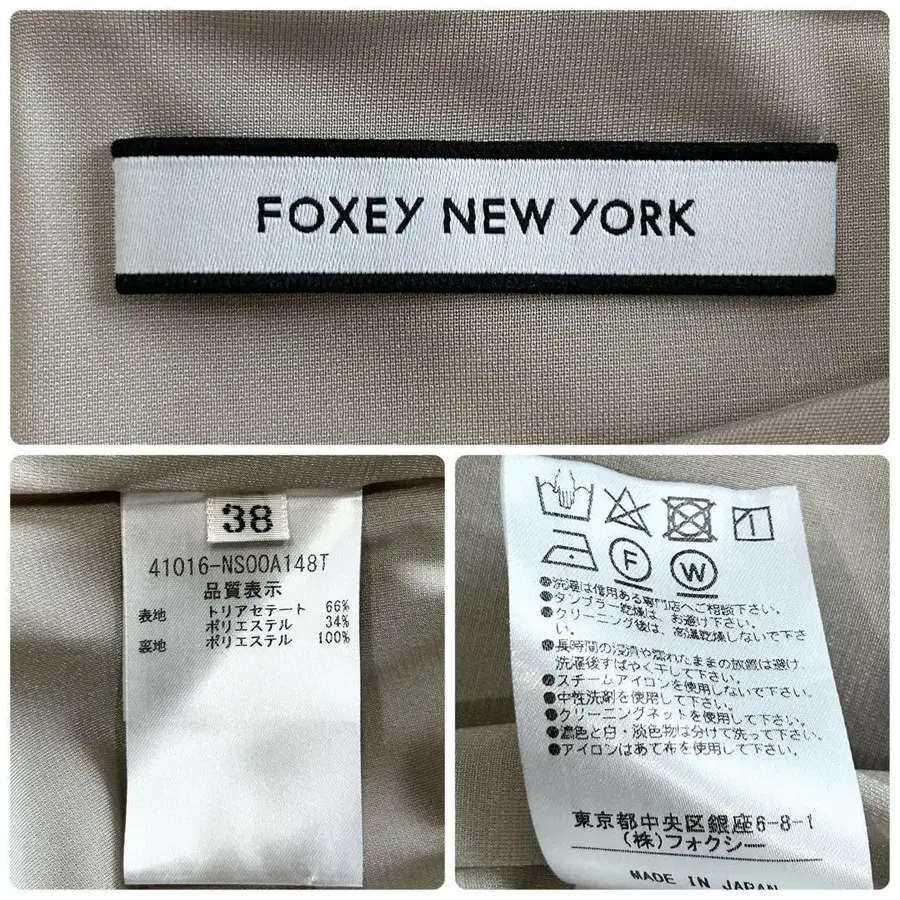 FOXEY NEW YORK
38
41016-NSOOA148T
品質表示
表地 トリアセテート 66%
ポリエステル 34%
裏地 ポリエステル 100%
F W
●洗濯は信用ある専門店へご相談下さい。
●タンブラー乾燥は、お避け下さい。
●クリーニング後は、高温乾燥しないで下さ
い。
●長時間の浸漬や濡れたままの放置は避け、
洗濯後すばやく干して下さい。
●スチームアイロンを使用しないで下さい。
●中性洗剤を使用して下さい。
●クリーニングネットを使用して下さい。
●濃色と白・淡色物は分けて洗って下さい。
●アイロンはあて布を使用して下さい。
東京都中央区銀座6-8-1
(株)フォクシー
MADE IN JAPAN